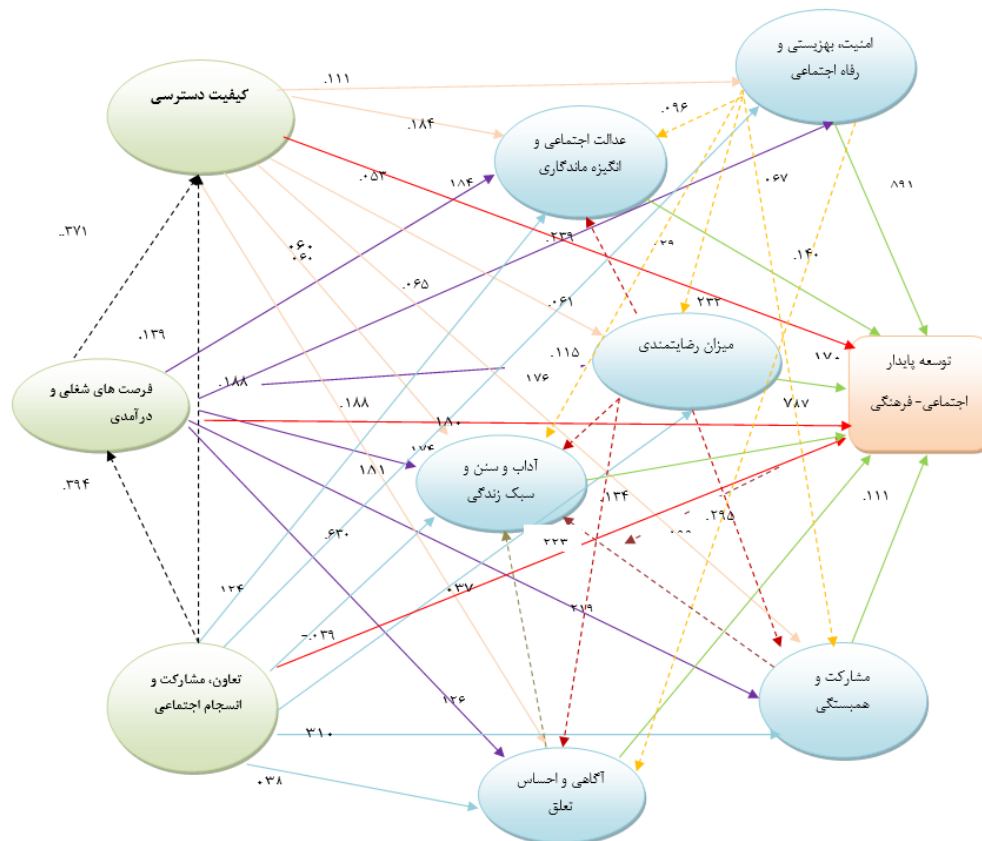 امنیت، بهزیستی و
رفاه اجتماعی
کیفیت دسترسی
.۱۱۱
.۰۹۶
.۱۸۴
عدالت اجتماعی و
انگیزه ماندگاری
.۰۵۳
۱۸۴
۰۶۷
۸۹۱
..۳۷۱
.۲۳۹
.۱۴۰
۰۶۰
.۰۶۵
.۰۶۱
۲۳۲
میزان رضایتمندی
توسعه پایدار
اجتماعی- فرهنگی
.۱۳۹
.۱۱۵
۱۷۰
فرصت های شغلی و
درآمدی
.۱۸۸
۱۷۶
.۱۸۸
۷۸۷
۱۸۰
۱۷۴
آداب و سنن و
سبک زندگی
۱۸۱
.۳۹۴
.۱۳۴
.۱۱۱
.۶۳۰
.۲۹۵
۲۲۳
۱۲۴
۰۳۷
-.۰۳۹
۲۱۹
تعاون، مشارکت و
انسجام اجتماعی
مشارکت و
همبستگی
۱۲۶
۳۱۰
۰۳۸
آگاهی و احساس
تعلق